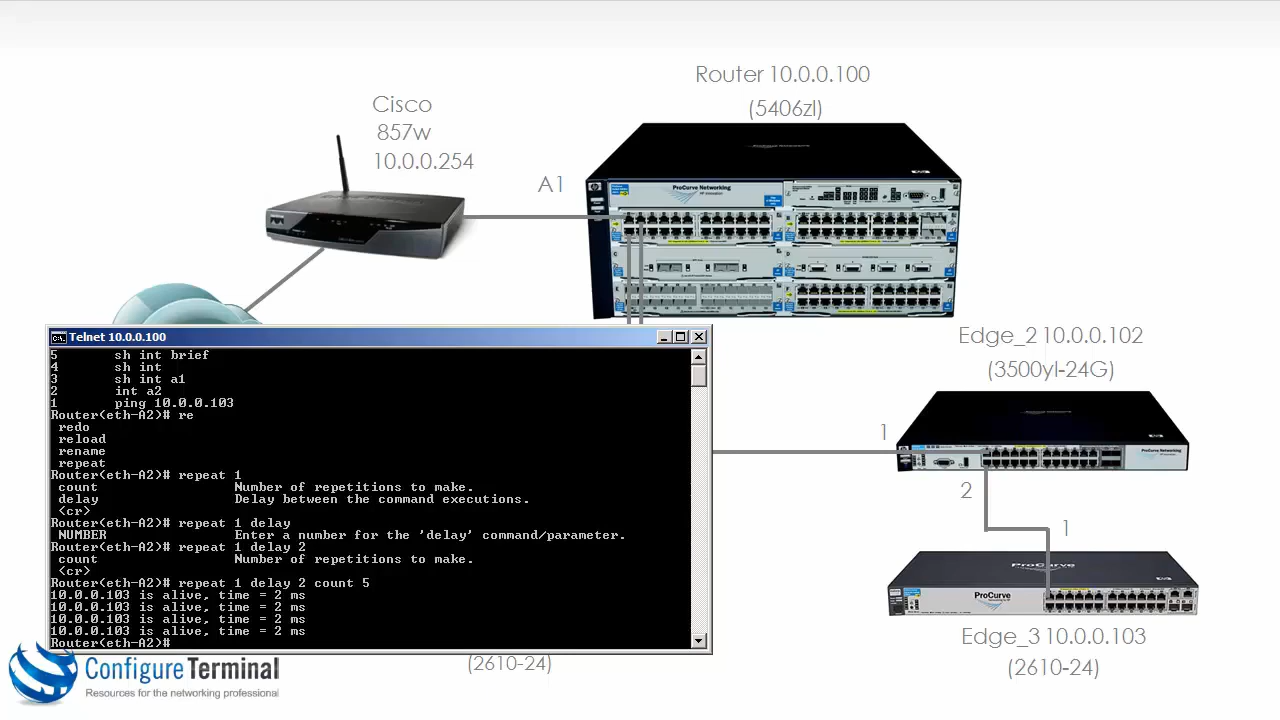 Router 10.0.0.100
(5406zl)
Cisco
857w
10.0.0.254
A1
ProCurve Networking
Edge_2 10.0.0.102
(3500yl-24G)
1
ProCurve Networking
2
1
ProCurve
Edge_3 10.0.0.103
(2610-24)
Telnet 10.0.0.100
5 sh int brief
4 sh int
3 sh int a1
2 int a2
1 ping 10.0.0.103
Router(eth-A2)# re
redo
reload
rename
repeat
Router(eth-A2)# repeat 1
count Number of repetitions to make.
delay Delay between the command executions.
<cr>
Router(eth-A2)# repeat 1 delay
NUMBER Enter a number for the 'delay' command/parameter.
Router(eth-A2)# repeat 1 delay 2
count Number of repetitions to make.
<cr>
Router(eth-A2)# repeat 1 delay 2 count 5
10.0.0.103 is alive, time = 2 ms
10.0.0.103 is alive, time = 2 ms
10.0.0.103 is alive, time = 2 ms
10.0.0.103 is alive, time = 2 ms
Router(eth-A2)#
(2610-24)
Configure Terminal
Resources for the networking professional